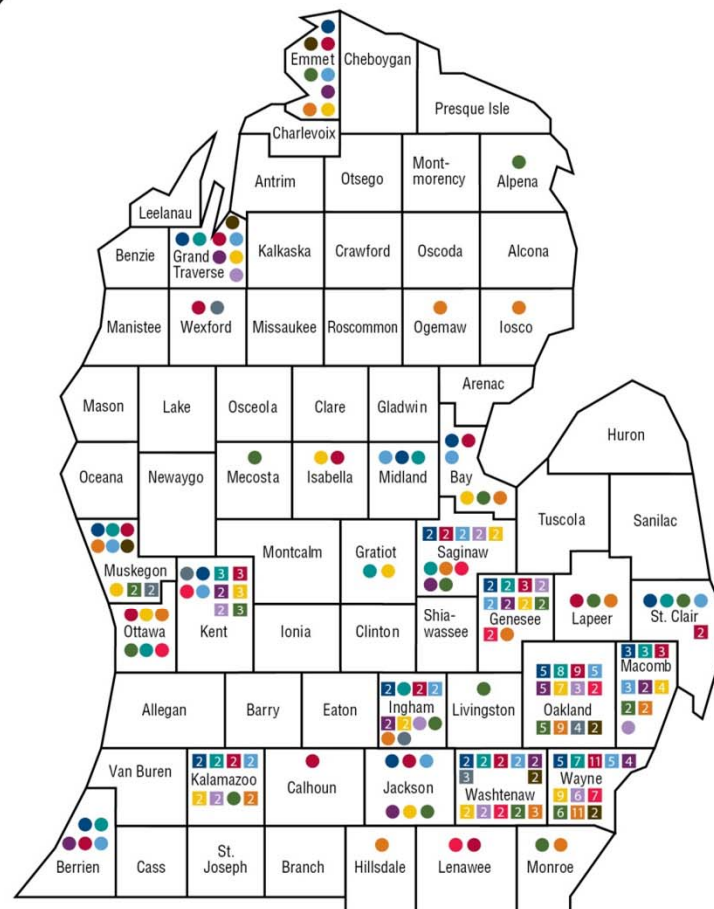 Emmet
Cheboygan
Presque Isle
Charlevoix
Antrim
Otsego
Mont-
morency
Alpena
Leelanau
Benzie
Grand
Traverse
Kalkaska
Crawford
Oscoda
Alcona
Manistee
Wexford
Missaukee
Roscommon
Ogemaw
Iosco
Arenac
Mason
Lake
Osceola
Clare
Gladwin
Huron
Oceana
Newaygo
Mecosta
Isabella
Midland
Bay
Tuscola
Sanilac
2 2 2 2 2
Saginaw
Montcalm
Gratiot
Muskegon
2 2
3 3
2 3
2 3
Kent
Ottawa
Ionia
Clinton
Shia-
wassee
2 2 3 2
2 2 2 2
Genesee
2
Lapeer
St. Clair
2
3 3 3
Macomb
3 2 4
2 2
5 8 9 5
5 7 3 2
Oakland
5 9 4 2
Allegan
Barry
Eaton
2 2 2
Ingham
2 2
Livingston
Van Buren
2 2 2 2
Kalamazoo
2 2 2
Calhoun
Jackson
2 2 2 2 2
3 2
Washtenaw
2 2 2 2 3
5 7 11 5 4
Wayne
9 6 7
6 11 2
Berrien
Cass
St.
Joseph
Branch
Hillsdale
Lenawee
Monroe